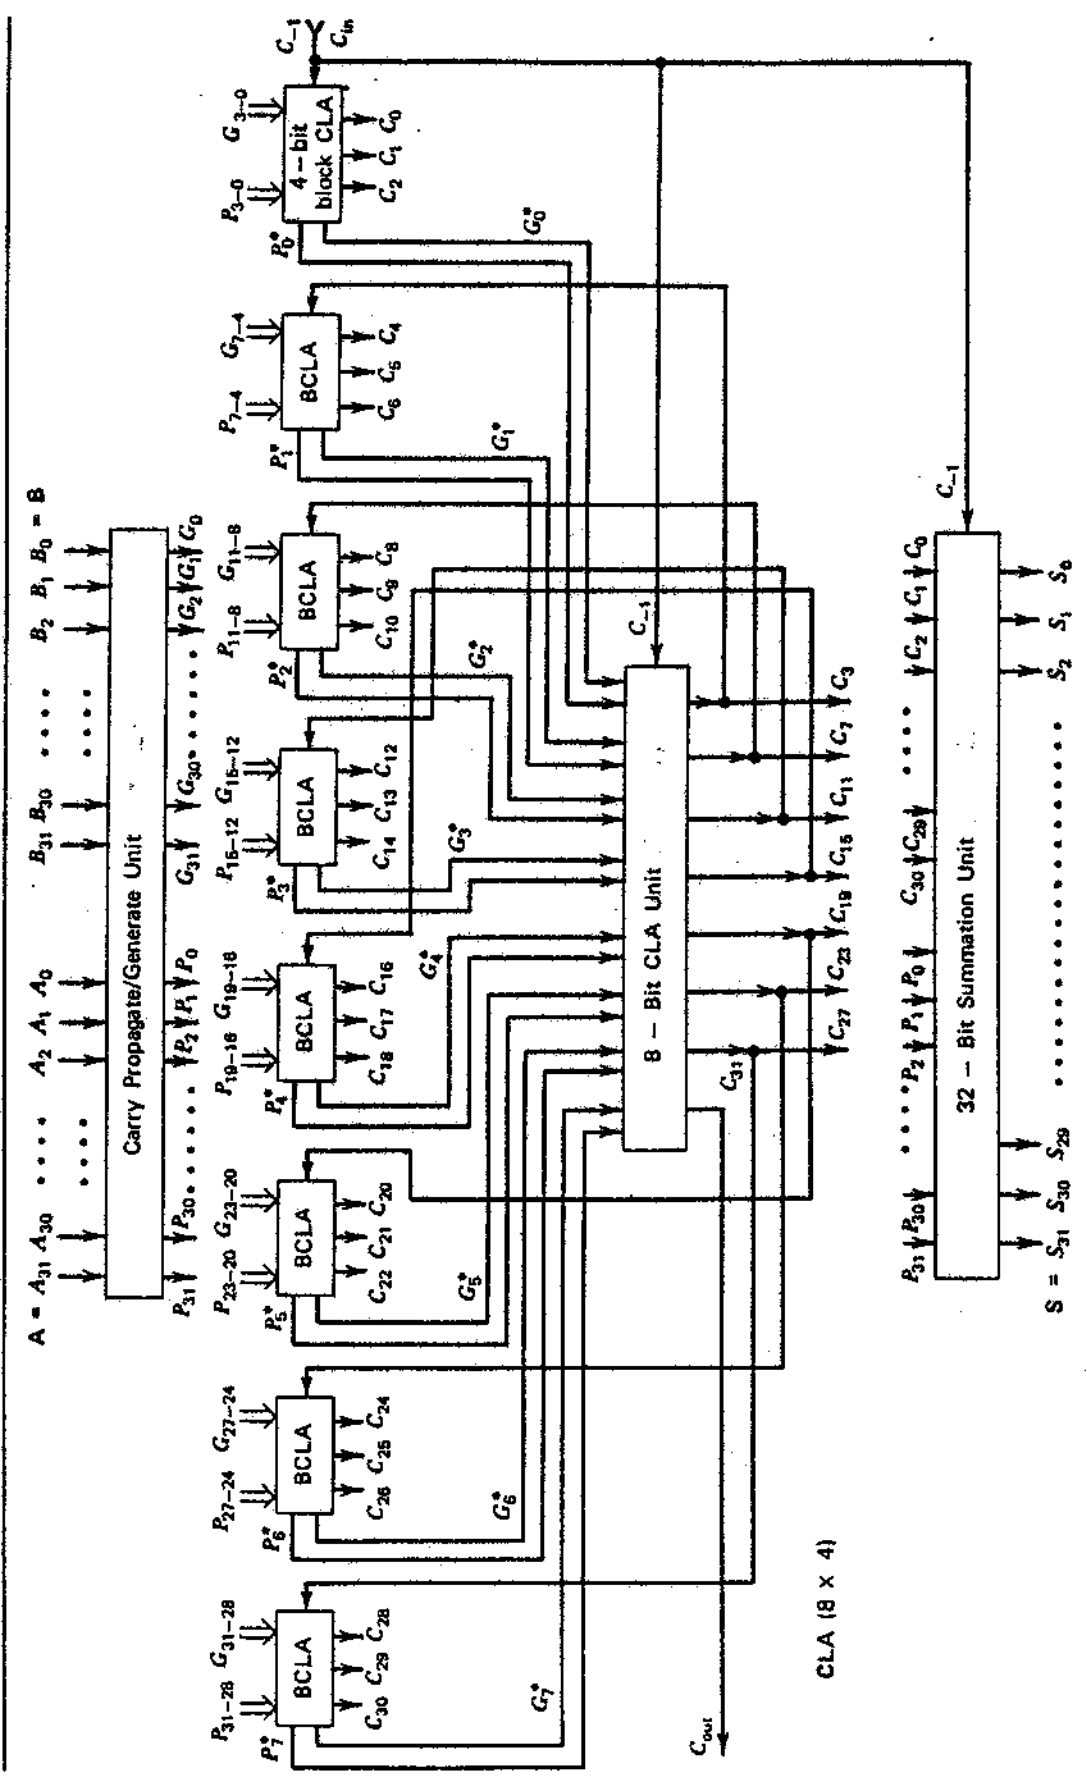 A = A₃₁ A₃₀ •••• A₂ A₁ A₀ B₃₁ B₃₀ •••• B₂ B₁ B₀ = B
Carry Propagate/Generate Unit
P₃₁ P₃₀ •••••• P₂ P₁ P₀ G₃₁ G₃₀ •••••• G₂ G₁ G₀
P₃₁₋₂₈ G₃₁₋₂₈ P₂₇₋₂₄ G₂₇₋₂₄ P₂₃₋₂₀ G₂₃₋₂₀ P₁₉₋₁₆ G₁₉₋₁₈ P₁₅₋₁₂ G₁₅₋₁₂ P₁₁₋₈ G₁₁₋₈ P₇₋₄ G₇₋₄ P₃₋₀ G₃₋₀ C₋₁
Cin
P₇* BCLA P₆* BCLA P₅* BCLA P₄* BCLA P₃* BCLA P₂* BCLA P₁* BCLA P₀* 4-bit
block CLA
C₃₀ C₂₉ C₂₈ C₂₆ C₂₅ C₂₄ C₂₂ C₂₁ C₂₀ C₁₈ C₁₇ C₁₆ C₁₄ C₁₃ C₁₂ C₁₀ C₉ C₈ C₆ C₅ C₄ C₂ C₁ C₀
G₇* G₆* G₅* G₄* G₃* G₂* G₁* G₀*
C₋₁
8-Bit CLA Unit
Cout C₃₁
C₂₇ C₂₃ C₁₉ C₁₅ C₁₁ C₇ C₃
CLA (8 × 4)
P₃₁ P₃₀ ••••• P₂ P₁ P₀ C₃₀ C₂₉ •••• C₂ C₁ C₀ C₋₁
32-Bit Summation Unit
S = S₃₁ S₃₀ S₂₉ •••••••••••••••• S₂ S₁ S₀